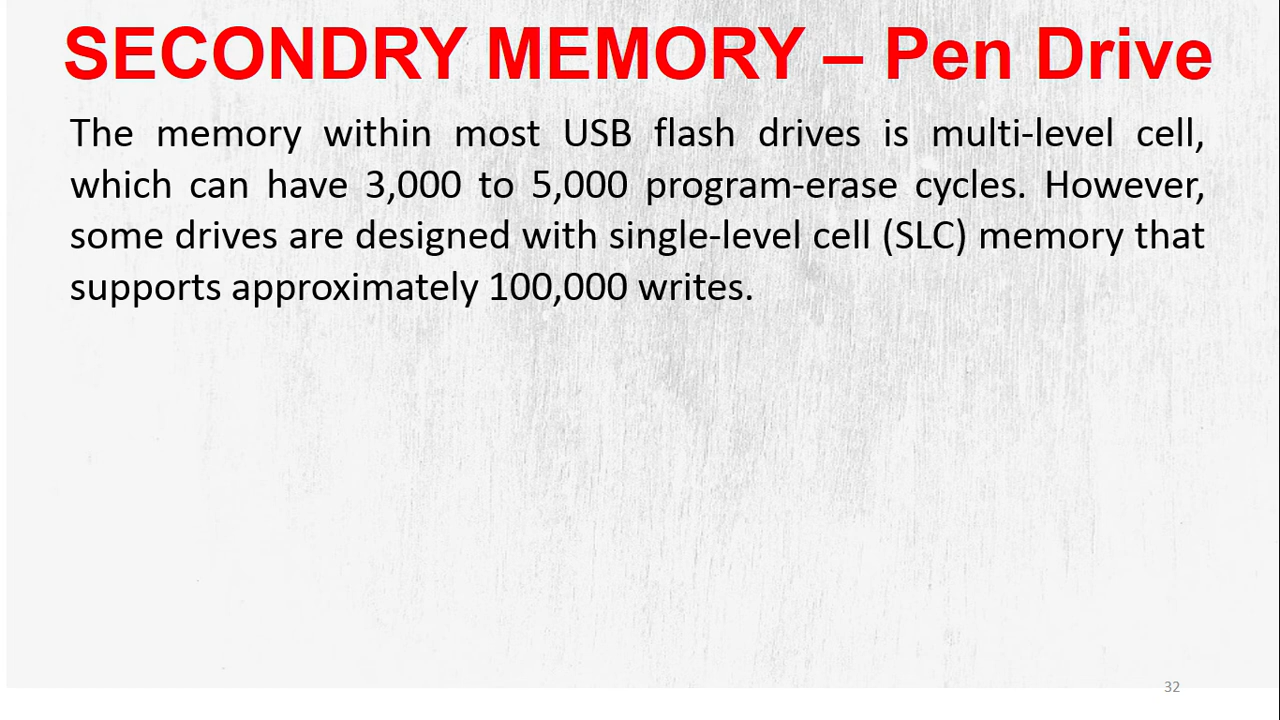 SECONDRY MEMORY – Pen Drive
The memory within most USB flash drives is multi-level cell,
which can have 3,000 to 5,000 program-erase cycles. However,
some drives are designed with single-level cell (SLC) memory that
supports approximately 100,000 writes.
32